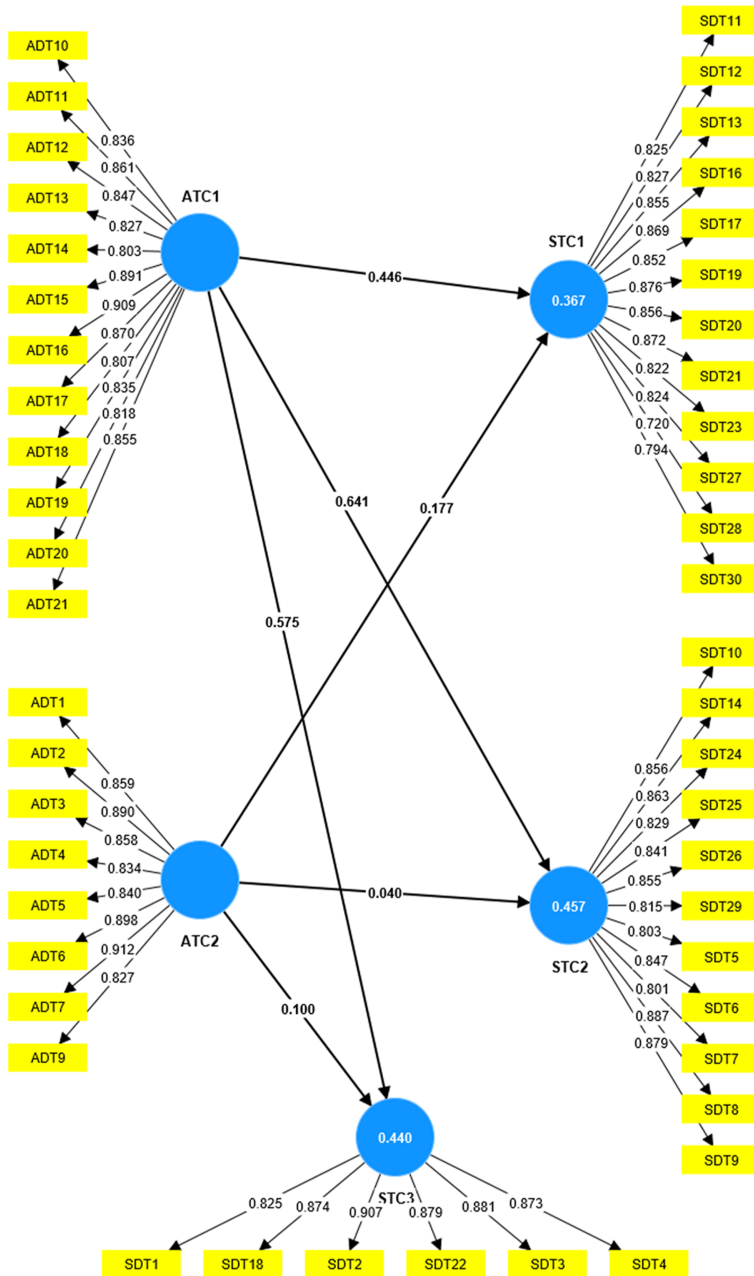 ADT10
ADT11
ADT12
ADT13
ADT14
ADT15
ADT16
ADT17
ADT18
ADT19
ADT20
ADT21
0.836
0.861
0.847
0.827
0.803
0.891
0.909
0.870
0.807
0.835
0.818
0.855
ATC1
0.446
0.641
0.575
STC1
0.367
0.825
0.827
0.855
0.869
0.852
0.876
0.856
0.872
0.822
0.824
0.720
0.794
SDT11
SDT12
SDT13
SDT16
SDT17
SDT19
SDT20
SDT21
SDT23
SDT27
SDT28
SDT30
ADT1
ADT2
ADT3
ADT4
ADT5
ADT6
ADT7
ADT9
0.859
0.890
0.858
0.834
0.840
0.898
0.912
0.827
ATC2
0.177
0.040
0.100
0.457
STC2
0.856
0.863
0.829
0.841
0.855
0.815
0.803
0.847
0.801
0.887
0.879
SDT10
SDT14
SDT24
SDT25
SDT26
SDT29
SDT5
SDT6
SDT7
SDT8
SDT9
0.440
STC3
0.825
0.874
0.907
0.879
0.881
0.873
SDT1
SDT18
SDT2
SDT22
SDT3
SDT4